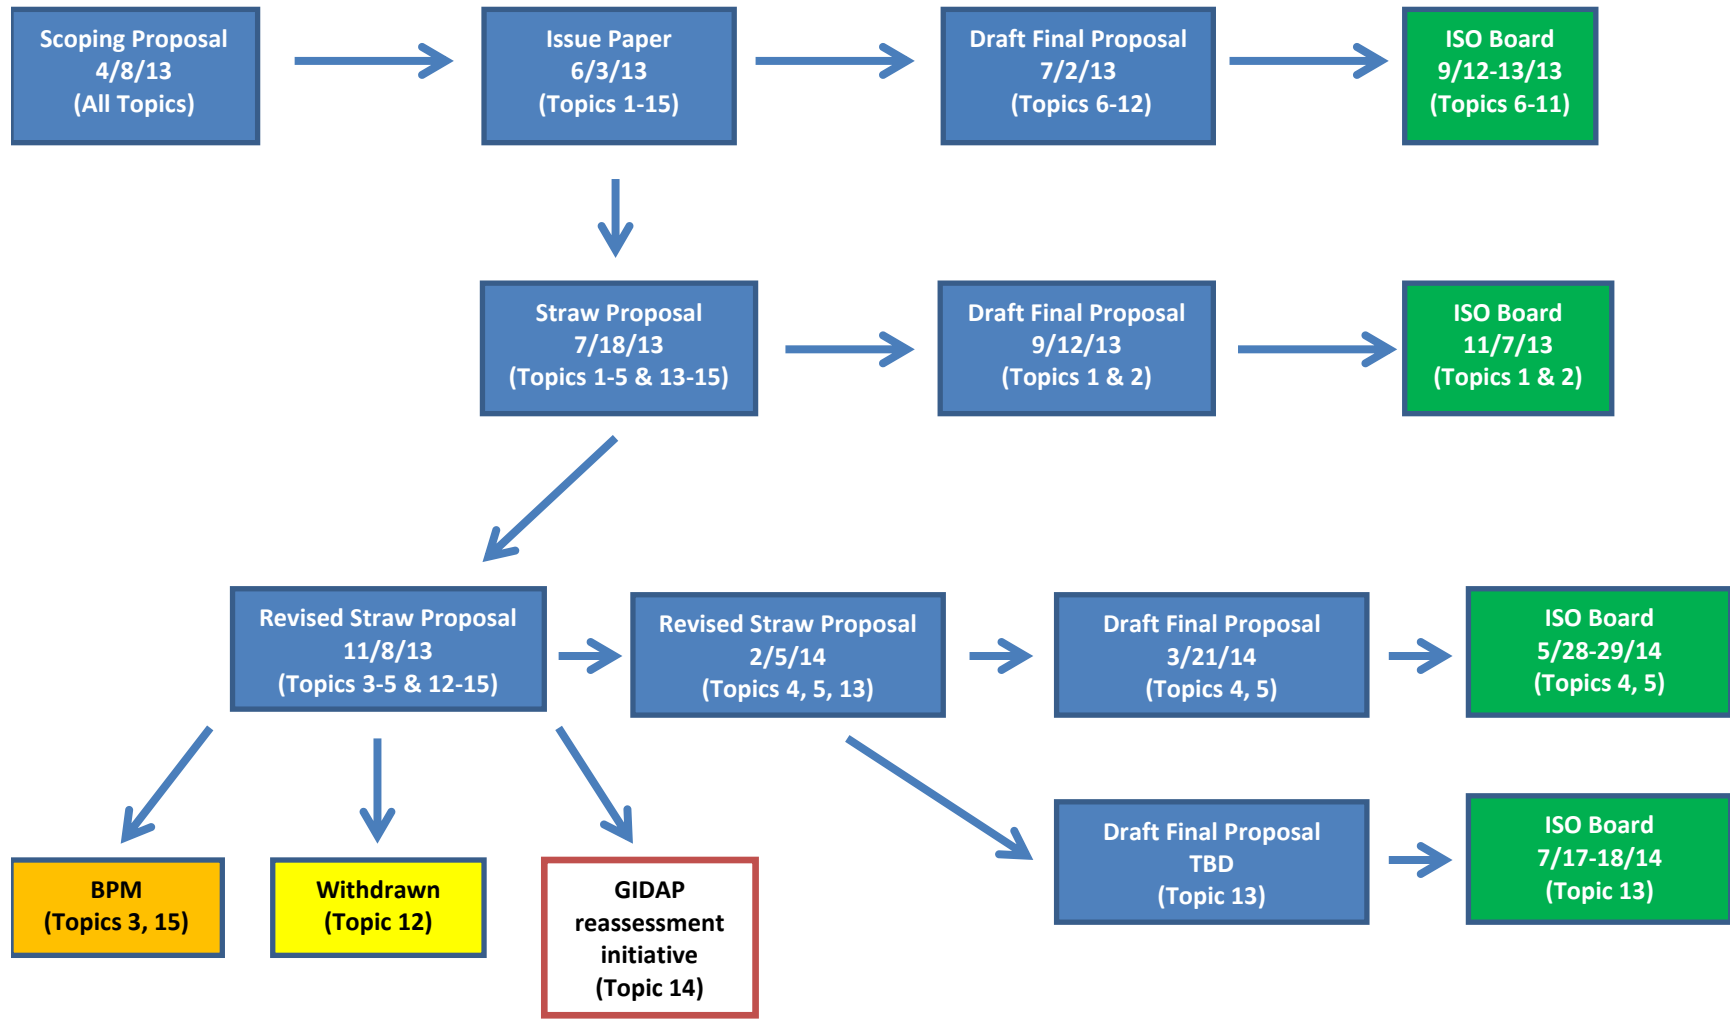 Scoping Proposal
4/8/13
(All Topics)
Issue Paper
6/3/13
(Topics 1-15)
Draft Final Proposal
7/2/13
(Topics 6-12)
ISO Board
9/12-13/13
(Topics 6-11)
Straw Proposal
7/18/13
(Topics 1-5 & 13-15)
Draft Final Proposal
9/12/13
(Topics 1 & 2)
ISO Board
11/7/13
(Topics 1 & 2)
Revised Straw Proposal
11/8/13
(Topics 3-5 & 12-15)
Revised Straw Proposal
2/5/14
(Topics 4, 5, 13)
Draft Final Proposal
3/21/14
(Topics 4, 5)
ISO Board
5/28-29/14
(Topics 4, 5)
Draft Final Proposal
TBD
(Topic 13)
ISO Board
7/17-18/14
(Topic 13)
BPM
(Topics 3, 15)
Withdrawn
(Topic 12)
GIDAP
reassessment
initiative
(Topic 14)